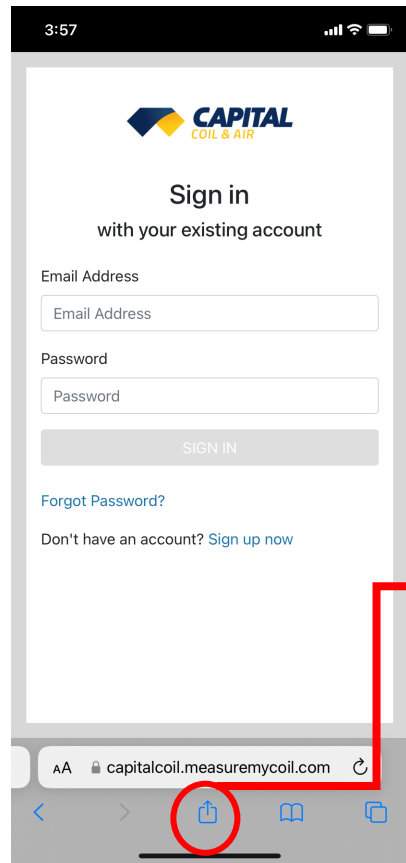 3:57
CAPITAL
COIL & AIR
Sign in
with your existing account
Email Address
Email Address
Password
Password
SIGN IN
Forgot Password?
Don't have an account? Sign up now
AA capitalcoil.measuremycoil.com